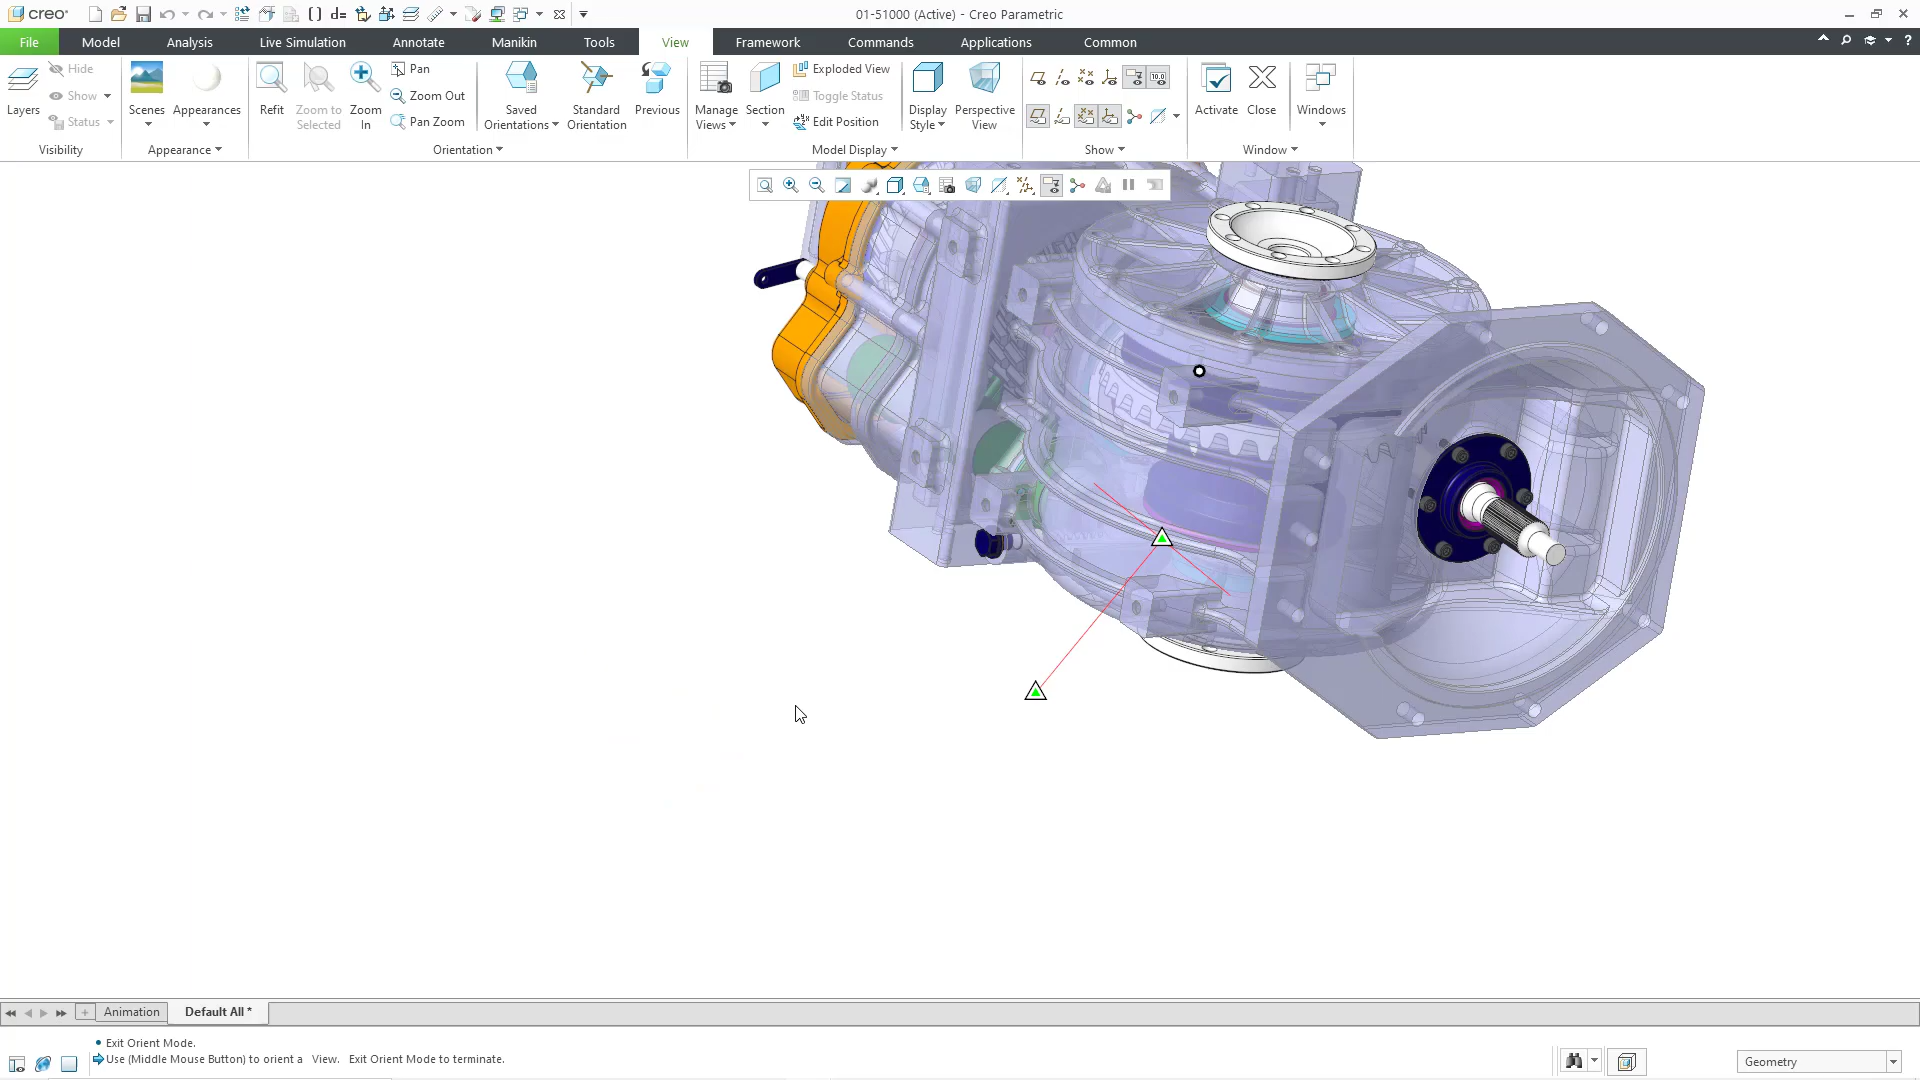 creo
d=
01-51000 (Active) - Creo Parametric
File Model Analysis Live Simulation Annotate Manikin Tools View Framework Commands Applications Common
Layers
Hide
Show
Status
Visibility
Scenes
Appearances
Appearance
Refit
Zoom to
Selected
Zoom
In
Pan
Zoom Out
Pan Zoom
Saved
Orientations
Standard
Orientation
Previous
Orientation
Manage
Views
Section
Exploded View
Toggle Status
Edit Position
Display
Style
Perspective
View
Model Display
10.0
Show
Activate
Close
Windows
Window
Animation
Default All *
Exit Orient Mode.
Use (Middle Mouse Button) to orient a View. Exit Orient Mode to terminate.
Geometry